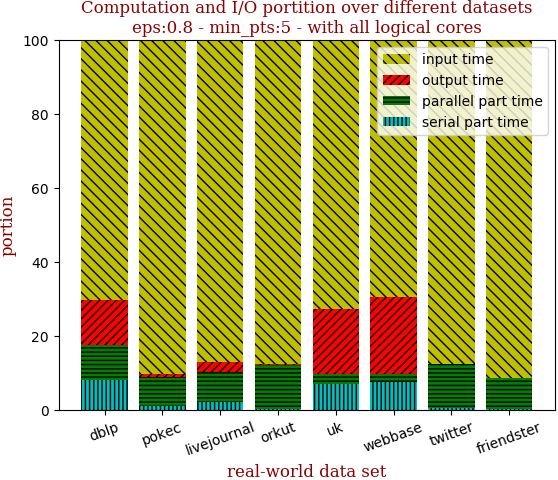 Computation and I/O portition over different datasets
eps:0.8 - min_pts:5 - with all logical cores
100
80
60
40
20
0
portion
input time
output time
parallel part time
serial part time
dblp
pokec
livejournal
orkut
uk
webbase
twitter
friendster
real-world data set